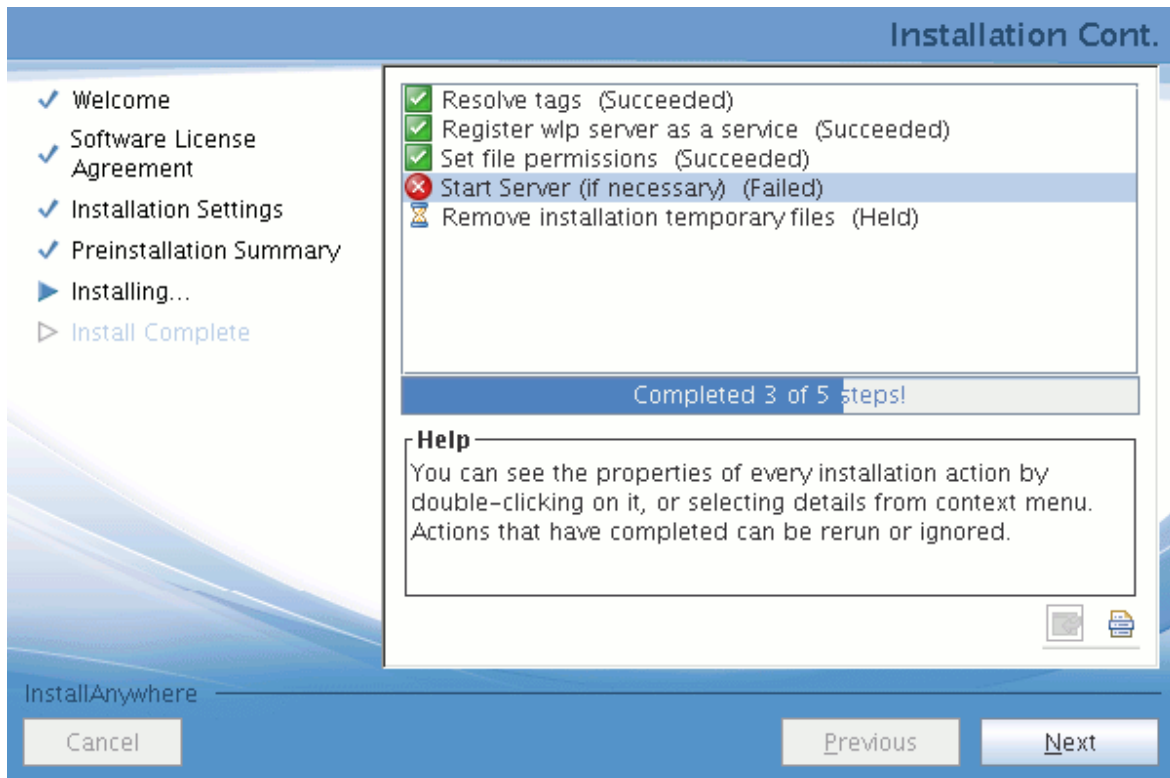 Installation Cont.
Welcome
Software License
Agreement
Installation Settings
Preinstallation Summary
Installing...
Install Complete
Resolve tags (Succeeded)
Register wlp server as a service (Succeeded)
Set file permissions (Succeeded)
Start Server (if necessary) (Failed)
Remove installation temporary files (Held)
Completed 3 of 5 steps!
Help
You can see the properties of every installation action by
double-clicking on it, or selecting details from context menu.
Actions that have completed can be rerun or ignored.
InstallAnywhere
Cancel
Previous
Next